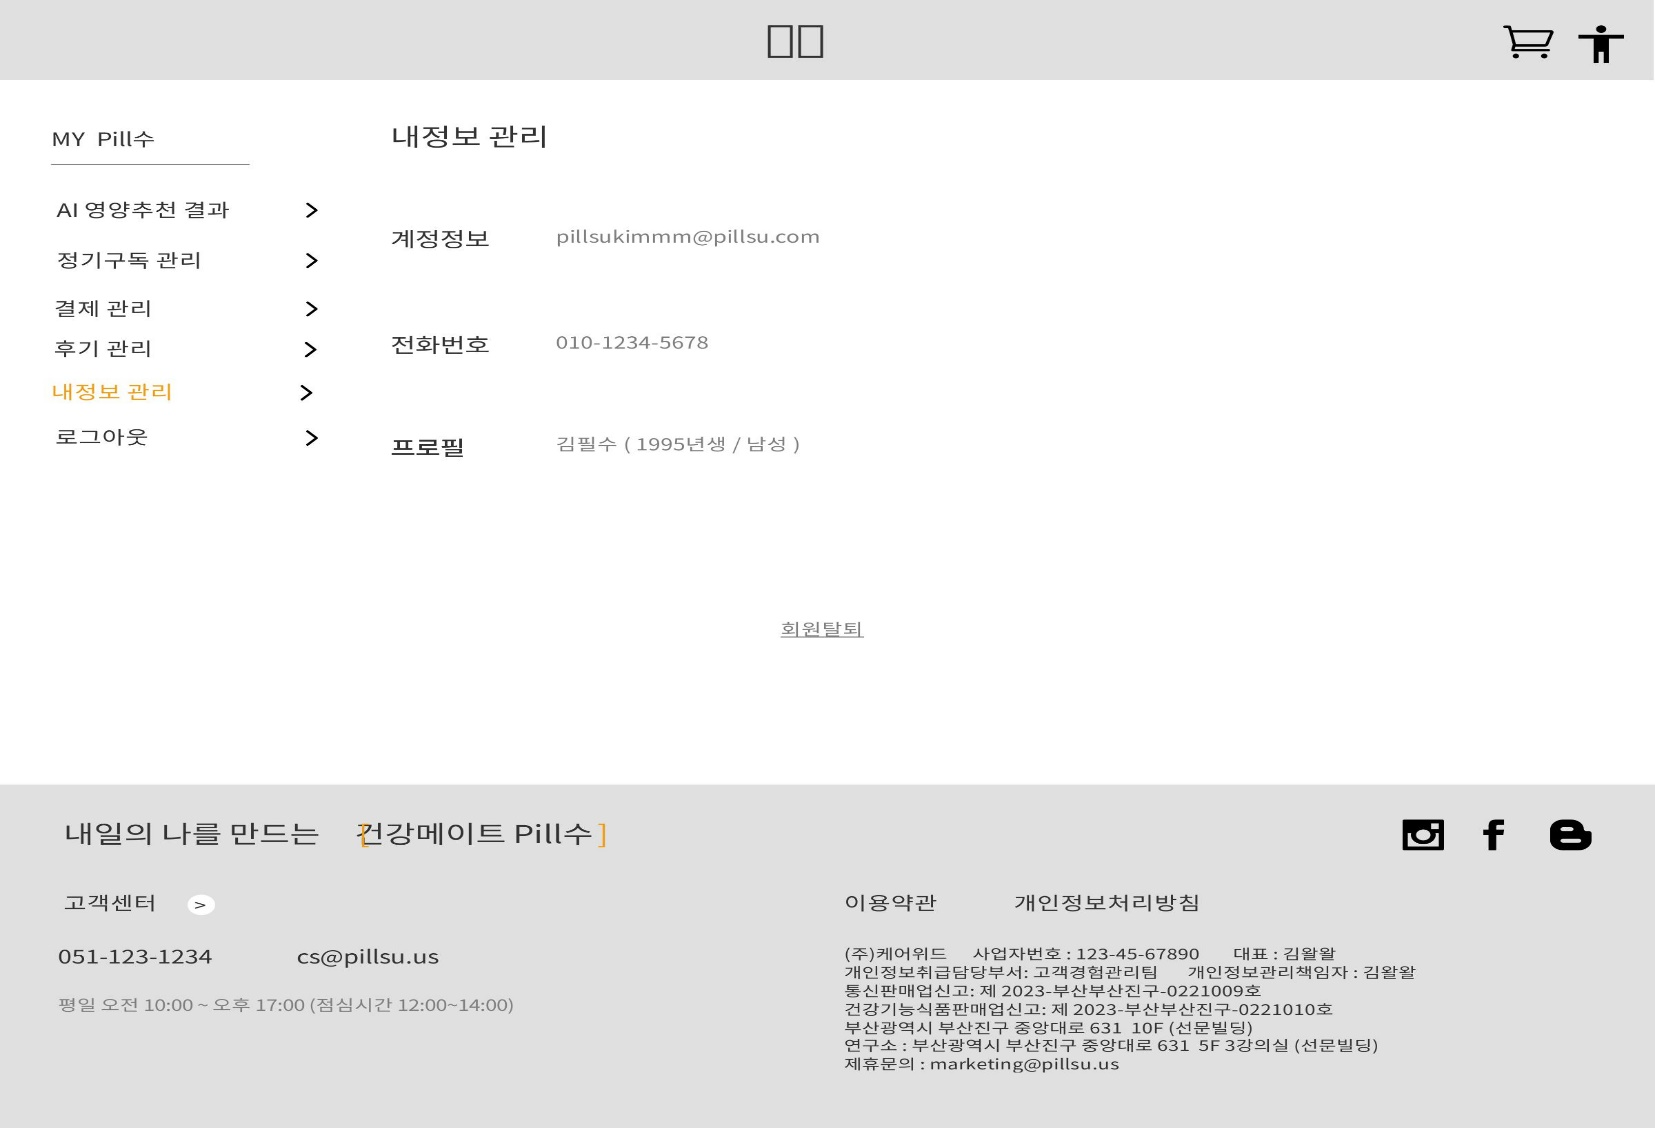 MY Pill수
AI 영양추천 결과 >
정기구독 관리 >
결제 관리 >
후기 관리 >
내정보 관리 >
로그아웃 >
내정보 관리
계정정보 pillsukimmm@pillsu.com
전화번호 010-1234-5678
프로필 김필수 ( 1995년생 / 남성 )
회원탈퇴
내일의 나를 만드는 [건강메이트 Pill수 ]
고객센터 >
051-123-1234 cs@pillsu.us
평일 오전 10:00 ~ 오후 17:00 (점심시간 12:00~14:00)
이용약관 개인정보처리방침
(주)케어위드 사업자번호 : 123-45-67890 대표 : 김왈왈
개인정보취급담당부서: 고객경험관리팀 개인정보관리책임자 : 김왈왈
통신판매업신고: 제 2023-부산부산진구-0221009호
건강기능식품판매업신고: 제 2023-부산부산진구-0221010호
부산광역시 부산진구 중앙대로 631 10F (선문빌딩)
연구소 : 부산광역시 부산진구 중앙대로 631 5F 3강의실 (선문빌딩)
제휴문의 : marketing@pillsu.us